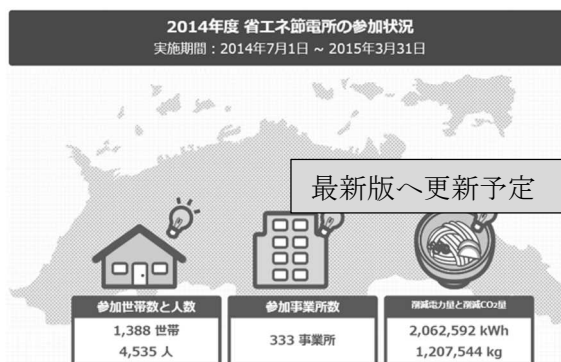 2014年度 省エネ節電所の参加状況
実施期間：2014年7月1日 ~ 2015年3月31日
最新版へ更新予定
参加世帯数と人数
参加事業所数
削減電力量と削減CO2量
1,388 世帯
4,535 人
333 事業所
2,062,592 kWh
1,207,544 kg